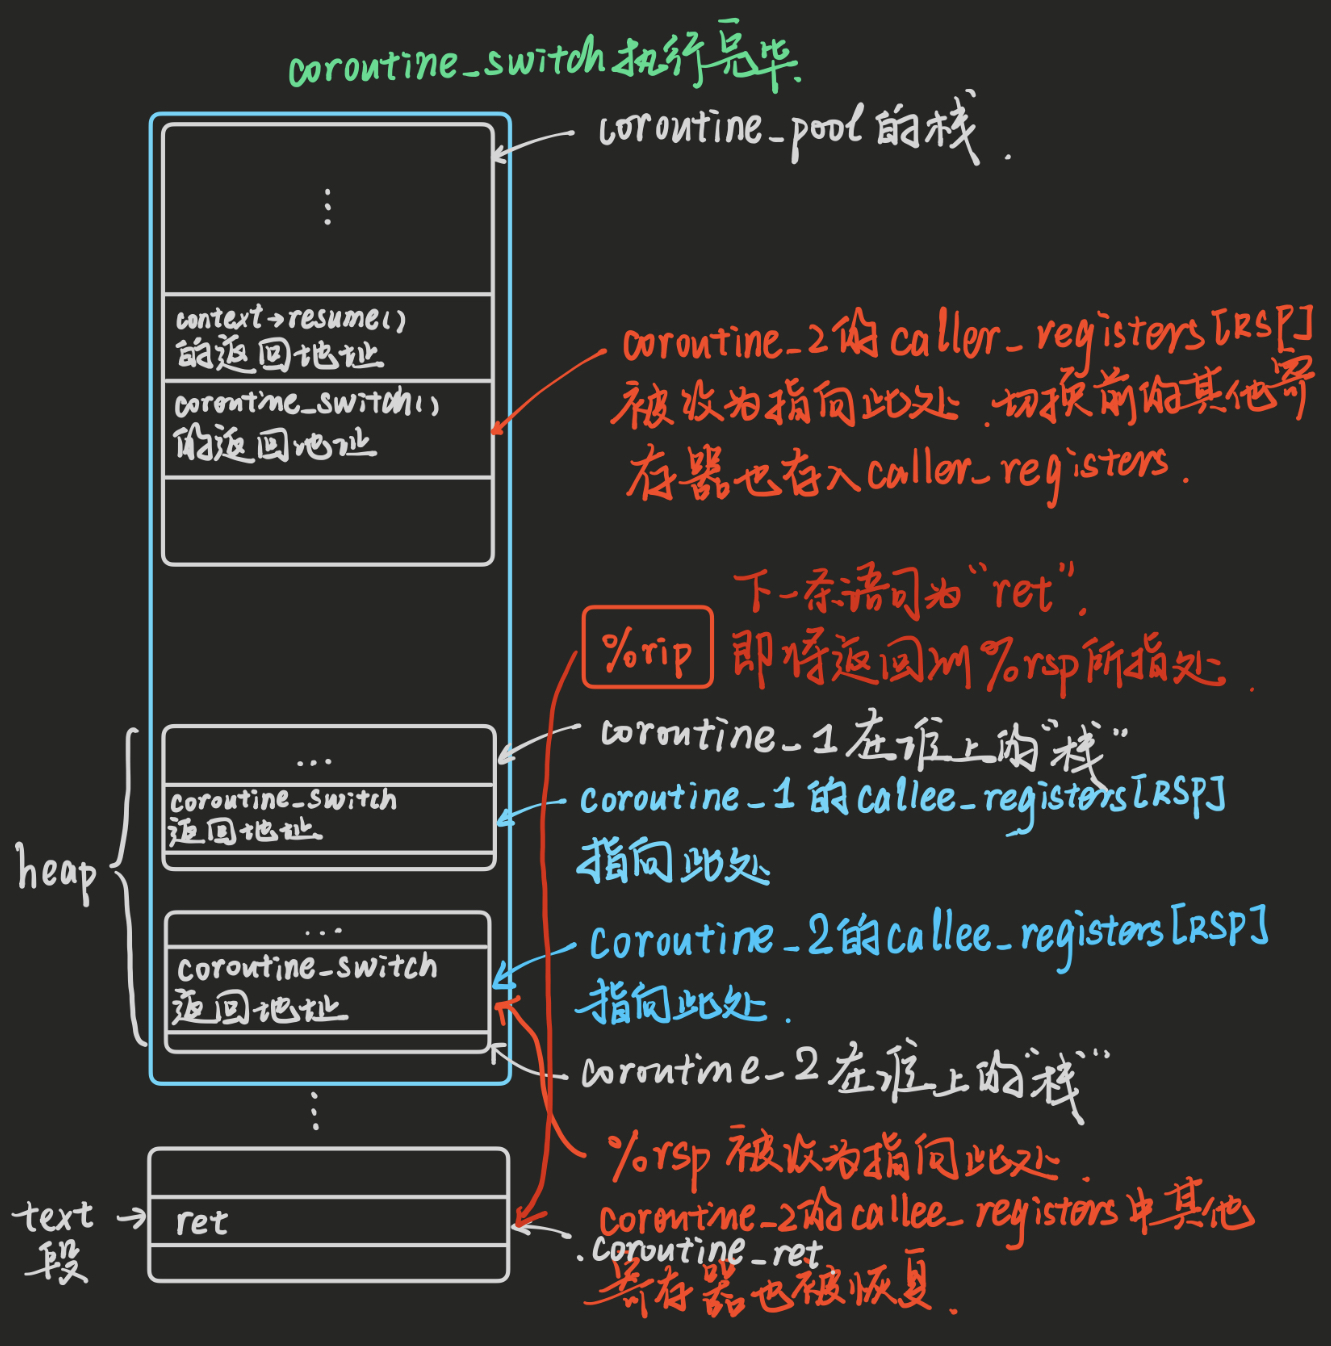 coroutine_switch执行完毕.
coroutine_pool 的栈.
⋮
context→resume()
的返回地址
coroutine_switch()
的返回地址
coroutine_2的caller_registers[RSP]
被改为指向此处.切换前的其他寄
存器也存入caller_registers.
下一条语句为"ret".
%rip
即将返回到%rsp所指处.
coroutine_1在堆上的"栈"
...
coroutine_switch
返回地址
coroutine_1的callee_registers[RSP]
指向此处
heap
...
coroutine_switch
返回地址
coroutine_2的callee_registers[RSP]
指向此处.
coroutine_2在堆上的"栈"
⋮
%rsp被改为指向此处.
coroutine_2的callee_registers中其他
寄存器也被恢复.
text
段
ret
.coroutine_ret